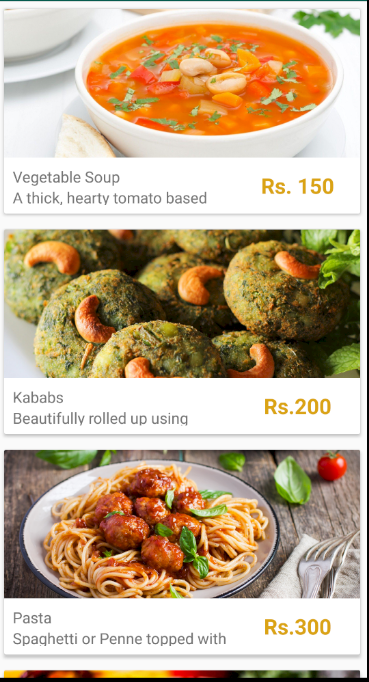 Vegetable Soup
Rs. 150
A thick, hearty tomato based
Kababs
Rs.200
Beautifully rolled up using
Pasta
Rs.300
Spaghetti or Penne topped with